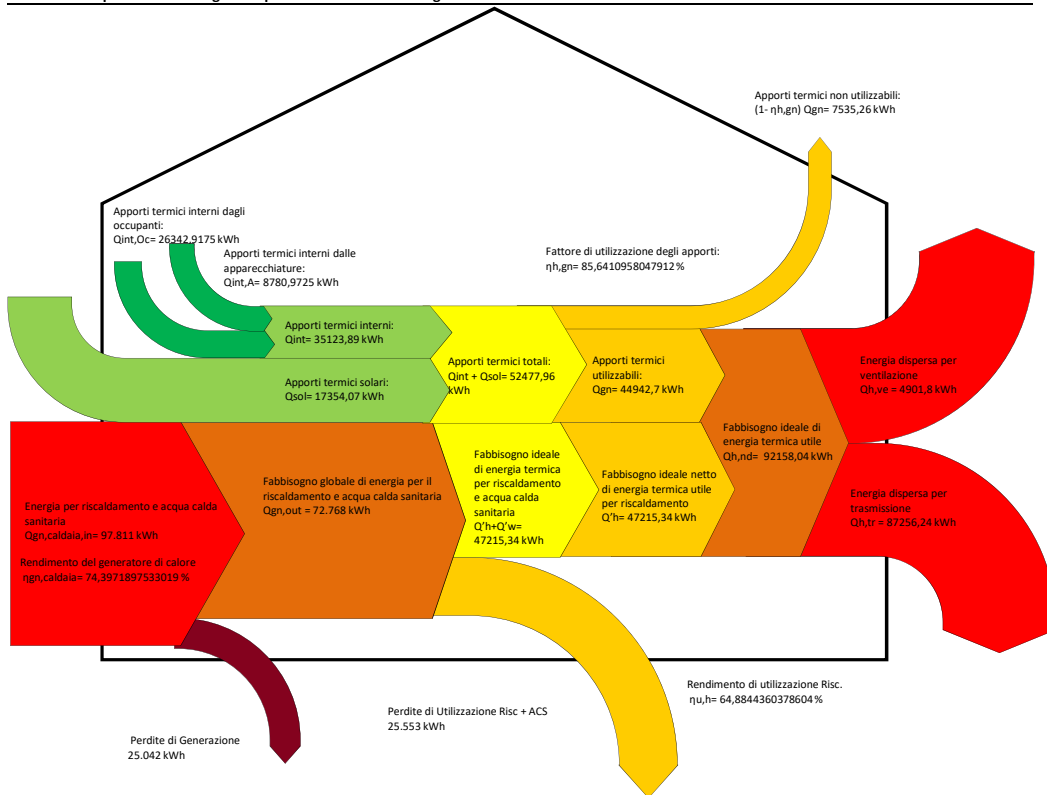 Apporti termici non utilizzabili:
(1- ηh,gn) Qgn= 7535,26 kWh
Apporti termici interni dagli
occupanti:
Qint,Oc= 26342,9175 kWh
Apporti termici interni dalle
apparecchiature:
Qint,A= 8780,9725 kWh
Fattore di utilizzazione degli apporti:
ηh,gn= 85,6410958047912 %
Apporti termici interni:
Qint= 35123,89 kWh
Apporti termici solari:
Qsol= 17354,07 kWh
Apporti termici totali:
Qint + Qsol= 52477,96
kWh
Apporti termici
utilizzabili:
Qgn= 44942,7 kWh
Energia dispersa per
ventilazione
Qh,ve = 4901,8 kWh
Fabbisogno ideale di
energia termica utile
Qh,nd= 92158,04 kWh
Energia per riscaldamento e acqua calda
sanitaria
Qgn,caldaia,in= 97.811 kWh
Rendimento del generatore di calore
ηgn,caldaia= 74,3971897533019 %
Fabbisogno globale di energia per il
riscaldamento e acqua calda sanitaria
Qgn,out = 72.768 kWh
Fabbisogno ideale
di energia termica
per riscaldamento
e acqua calda
sanitaria
Q'h+Q'w=
47215,34 kWh
Fabbisogno ideale netto
di energia termica utile
per riscaldamento
Q'h= 47215,34 kWh
Energia dispersa per
trasmissione
Qh,tr = 87256,24 kWh
Rendimento di utilizzazione Risc.
ηu,h= 64,8844360378604 %
Perdite di Utilizzazione Risc + ACS
25.553 kWh
Perdite di Generazione
25.042 kWh